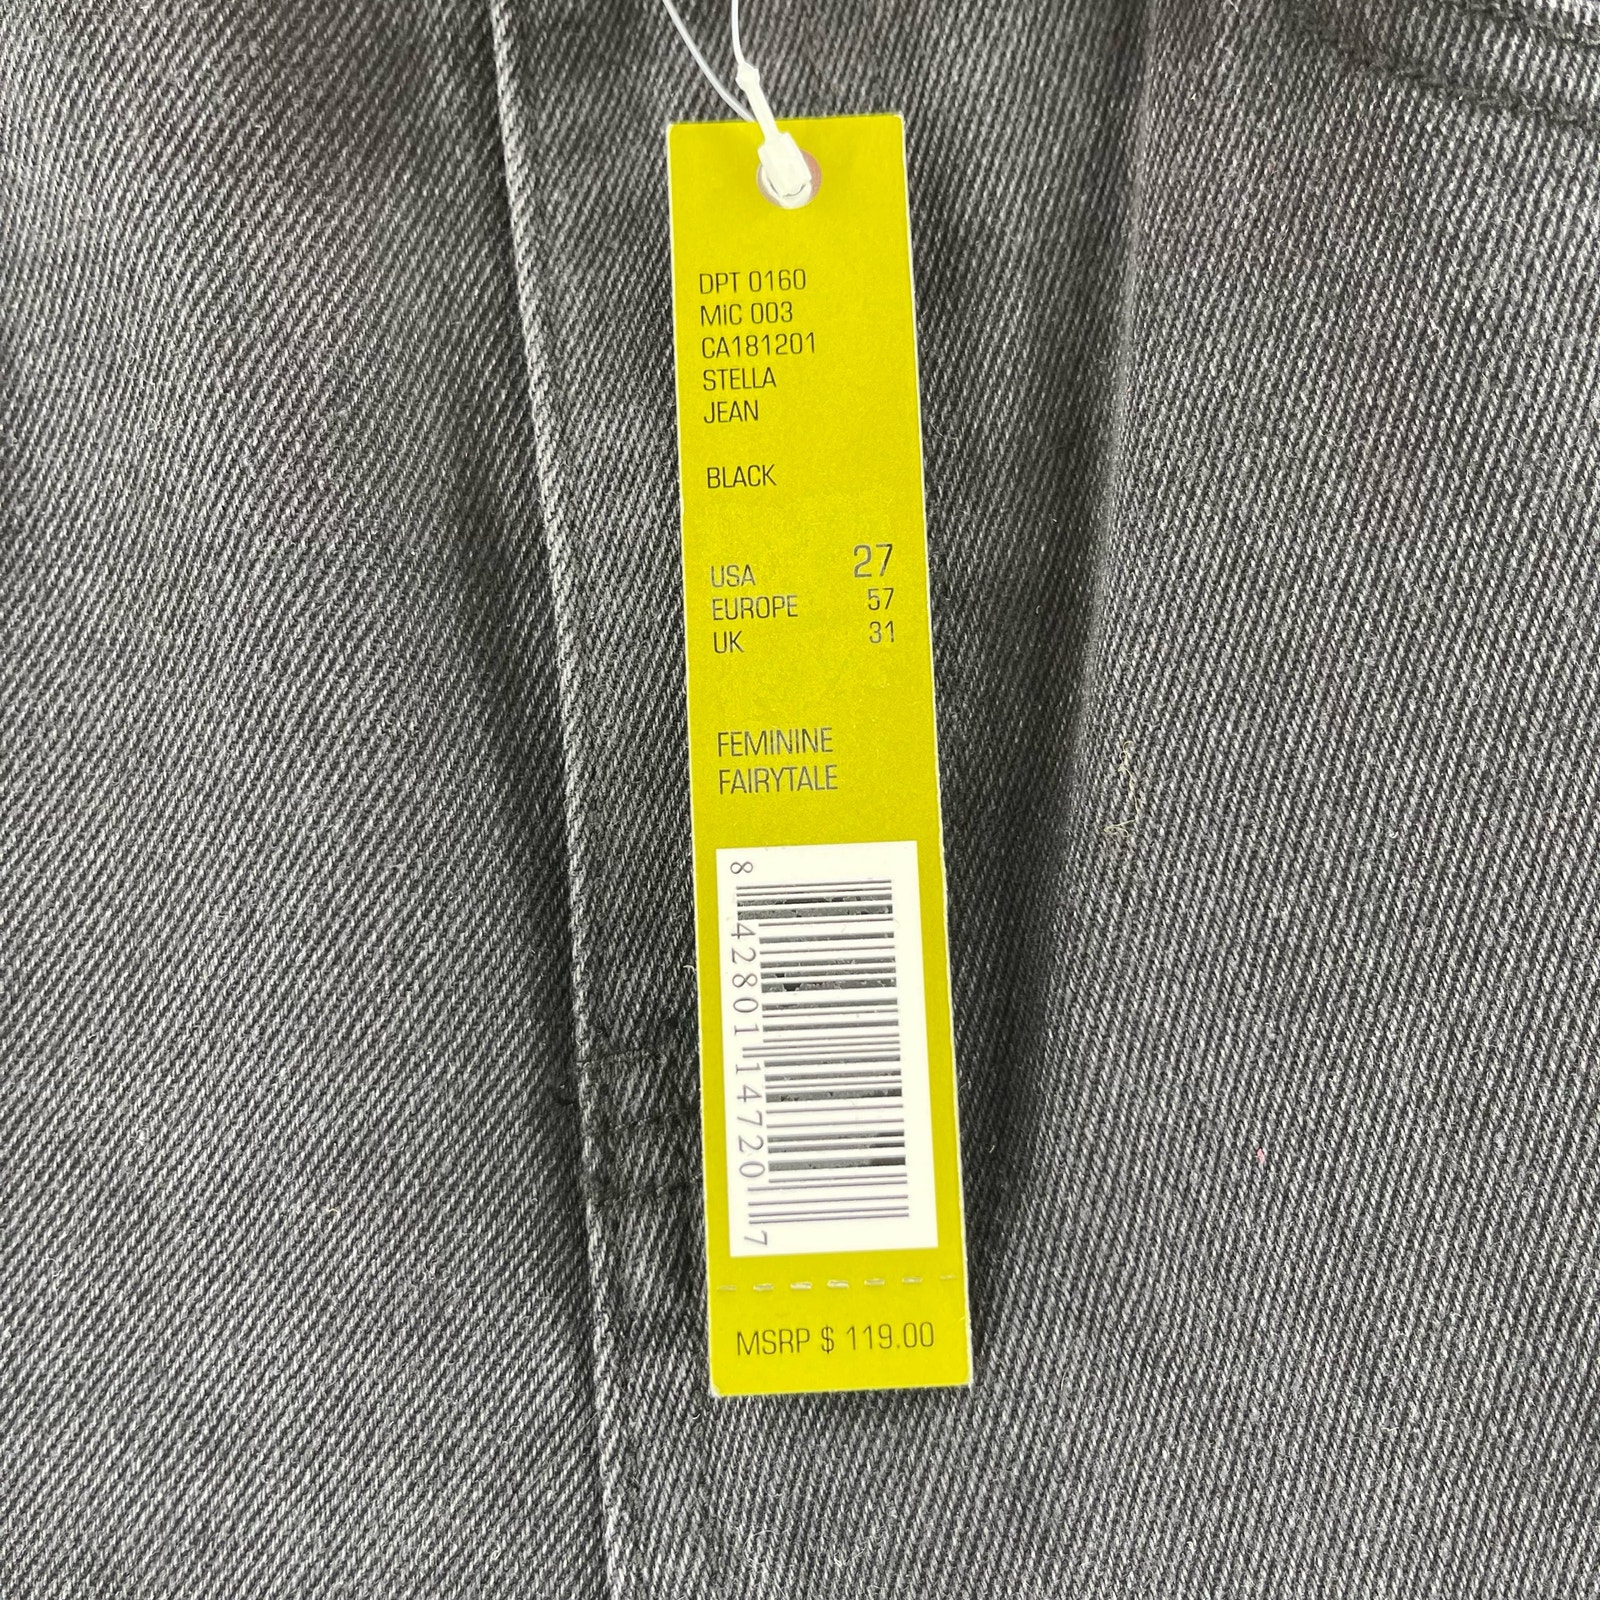 DPT 0160
MIC 003
CA181201
STELLA
JEAN
BLACK
USA 27
EUROPE 57
UK 31
FEMININE
FAIRYTALE
8 42801 14720 7
MSRP $ 119.00